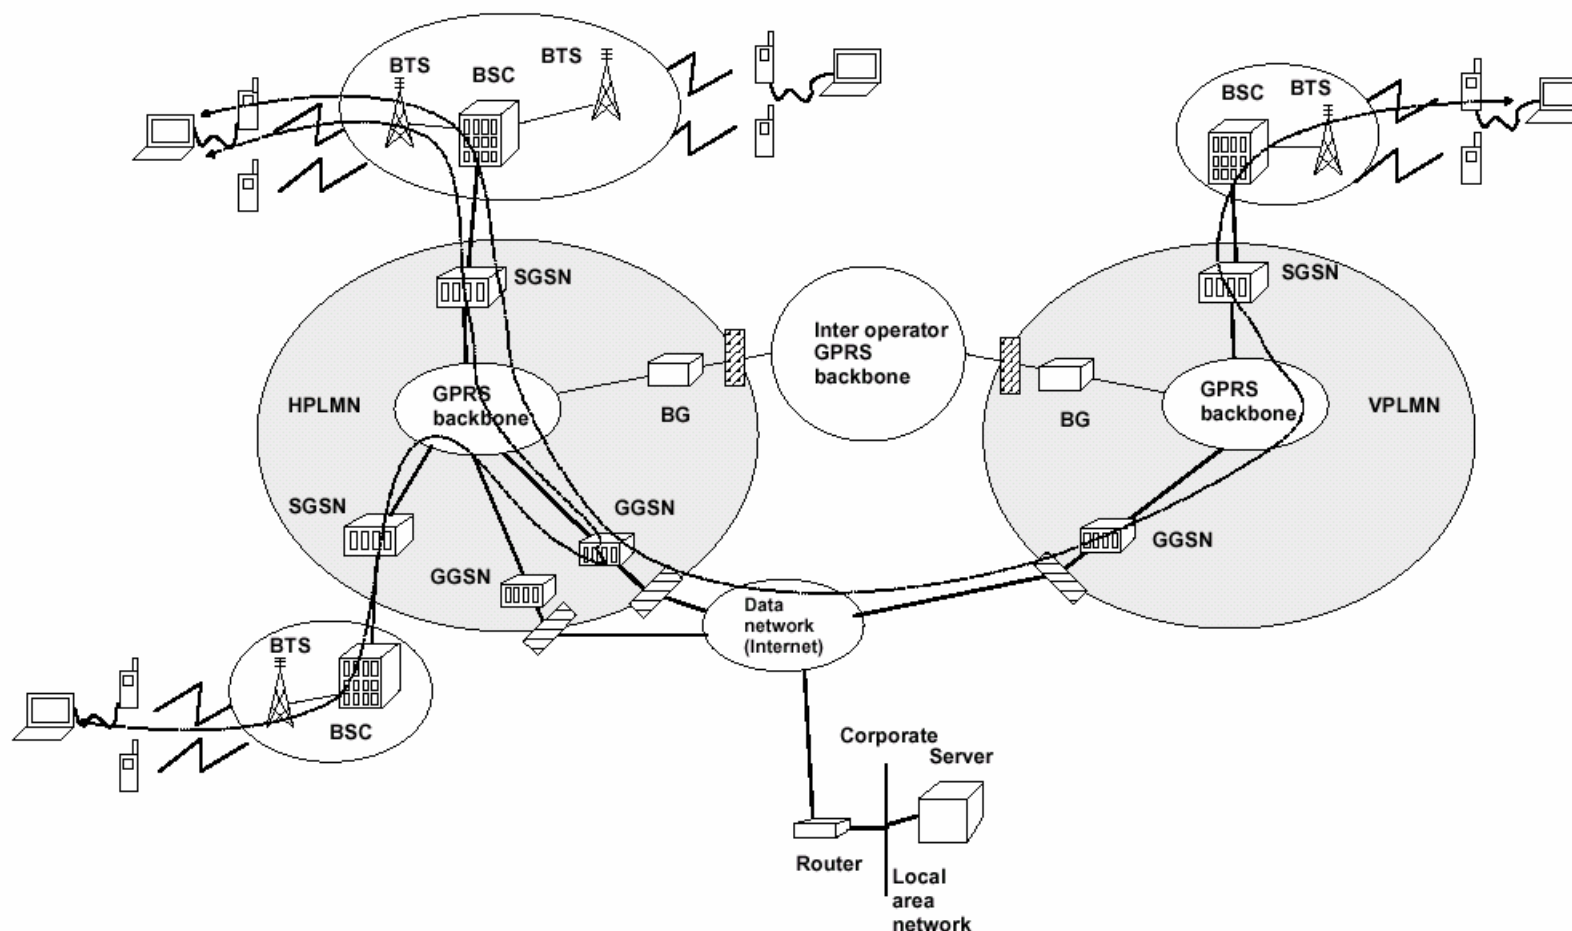 BTS
BSC
BTS
BSC
BTS
SGSN
SGSN
Inter operator
GPRS
backbone
HPLMN
GPRS
backbone
BG
BG
GPRS
backbone
VPLMN
SGSN
GGSN
GGSN
GGSN
Data
network
(Internet)
BTS
BSC
Corporate
Server
Router
Local
area
network